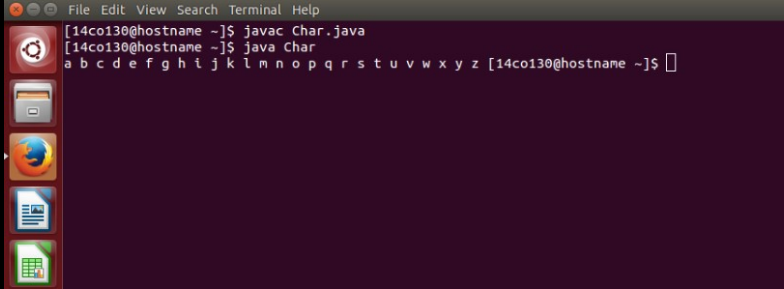 File Edit View Search Terminal Help
[14co130@hostname ~]$ javac Char.java
[14co130@hostname ~]$ java Char
a b c d e f g h i j k l m n o p q r s t u v w x y z [14co130@hostname ~]$